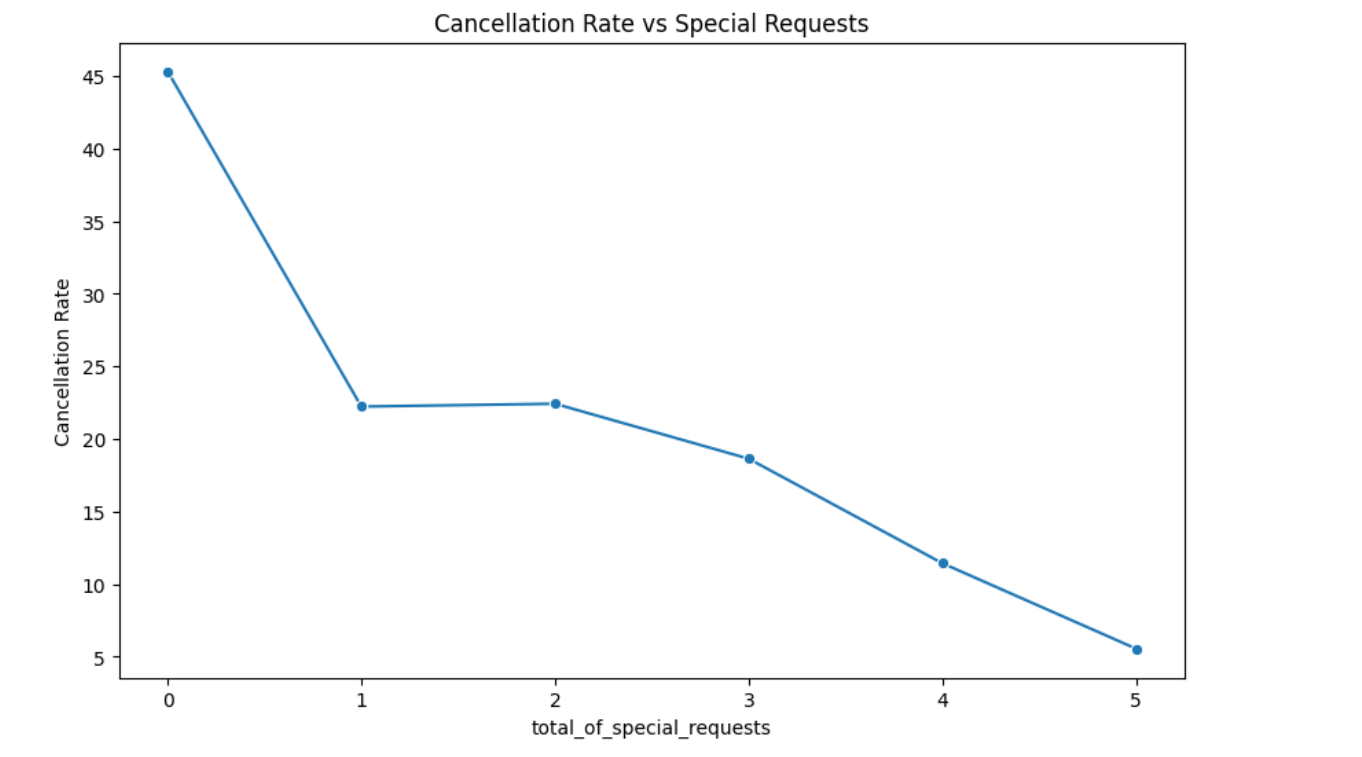 Cancellation Rate vs Special Requests
45
40
35
30
25
20
15
10
5
Cancellation Rate
0 1 2 3 4 5
total_of_special_requests